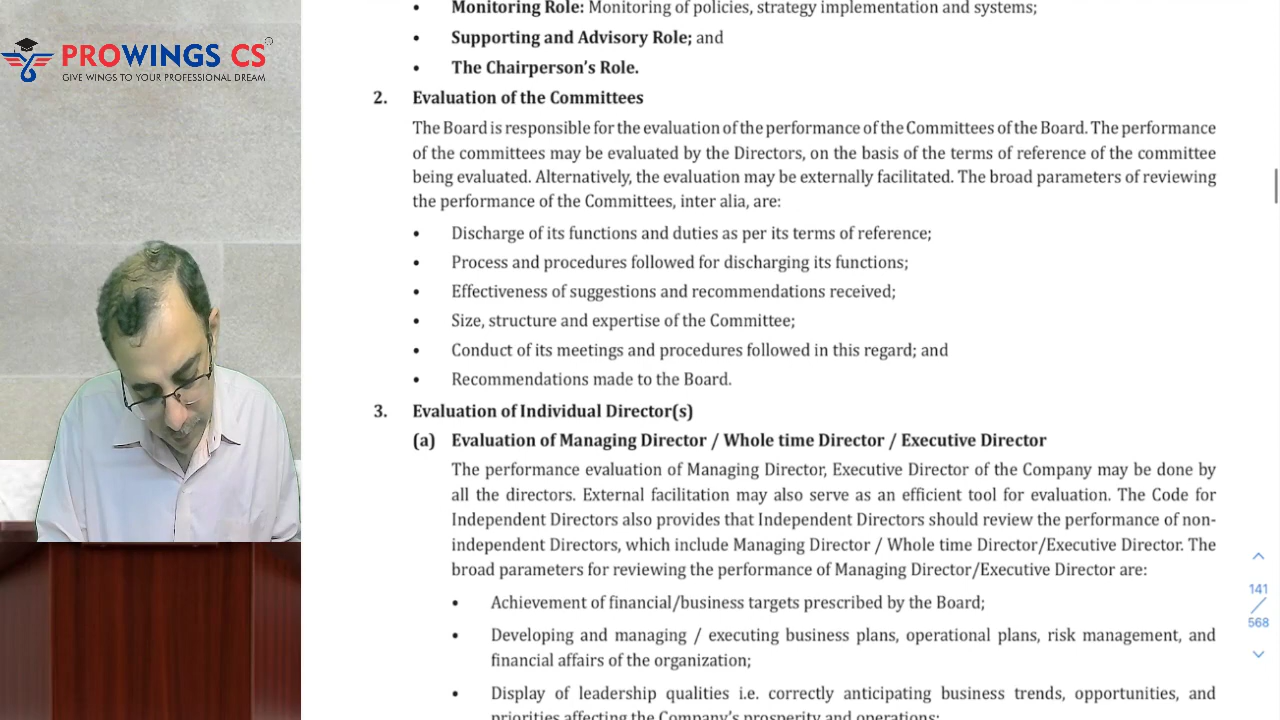 PROWINGS CS
GIVE WINGS TO YOUR PROFESSIONAL DREAM
• Monitoring Role: Monitoring of policies, strategy implementation and systems;
• Supporting and Advisory Role; and
• The Chairperson’s Role.
2. Evaluation of the Committees
The Board is responsible for the evaluation of the performance of the Committees of the Board. The performance
of the committees may be evaluated by the Directors, on the basis of the terms of reference of the committee
being evaluated. Alternatively, the evaluation may be externally facilitated. The broad parameters of reviewing
the performance of the Committees, inter alia, are:
• Discharge of its functions and duties as per its terms of reference;
• Process and procedures followed for discharging its functions;
• Effectiveness of suggestions and recommendations received;
• Size, structure and expertise of the Committee;
• Conduct of its meetings and procedures followed in this regard; and
• Recommendations made to the Board.
3. Evaluation of Individual Director(s)
(a) Evaluation of Managing Director / Whole time Director / Executive Director
The performance evaluation of Managing Director, Executive Director of the Company may be done by
all the directors. External facilitation may also serve as an efficient tool for evaluation. The Code for
Independent Directors also provides that Independent Directors should review the performance of non-
independent Directors, which include Managing Director / Whole time Director/Executive Director. The
broad parameters for reviewing the performance of Managing Director/Executive Director are:
• Achievement of financial/business targets prescribed by the Board;
• Developing and managing / executing business plans, operational plans, risk management, and
financial affairs of the organization;
• Display of leadership qualities i.e. correctly anticipating business trends, opportunities, and
priorities affecting the Company’s prosperity and operations;
141
/
568